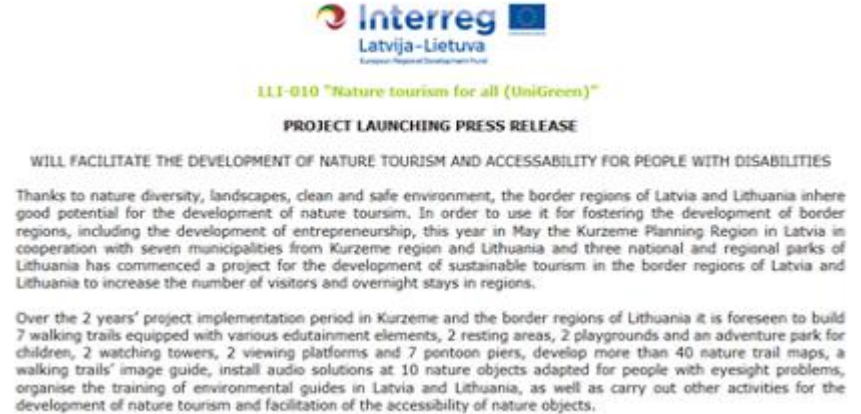 Interreg
Latvija-Lietuva
European Regional Development Fund
LLI-010 "Nature tourism for all (UniGreen)"
PROJECT LAUNCHING PRESS RELEASE
WILL FACILITATE THE DEVELOPMENT OF NATURE TOURISM AND ACCESSABILITY FOR PEOPLE WITH DISABILITIES
Thanks to nature diversity, landscapes, clean and safe environment, the border regions of Latvia and Lithuania inhere
good potential for the development of nature toursim. In order to use it for fostering the development of border
regions, including the development of entrepreneurship, this year in May the Kurzeme Planning Region in Latvia in
cooperation with seven municipalities from Kurzeme region and Lithuania and three national and regional parks of
Lithuania has commenced a project for the development of sustainable tourism in the border regions of Latvia and
Lithuania to increase the number of visitors and overnight stays in regions.
Over the 2 years' project implementation period in Kurzeme and the border regions of Lithuania it is foreseen to build
7 walking trails equipped with various edutainment elements, 2 resting areas, 2 playgrounds and an adventure park for
children, 2 watching towers, 2 viewing platforms and 7 pontoon piers, develop more than 40 nature trail maps, a
walking trails' image guide, install audio solutions at 10 nature objects adapted for people with eyesight problems,
organise the training of environmental guides in Latvia and Lithuania, as well as carry out other activities for the
development of nature tourism and facilitation of the accessibility of nature objects.